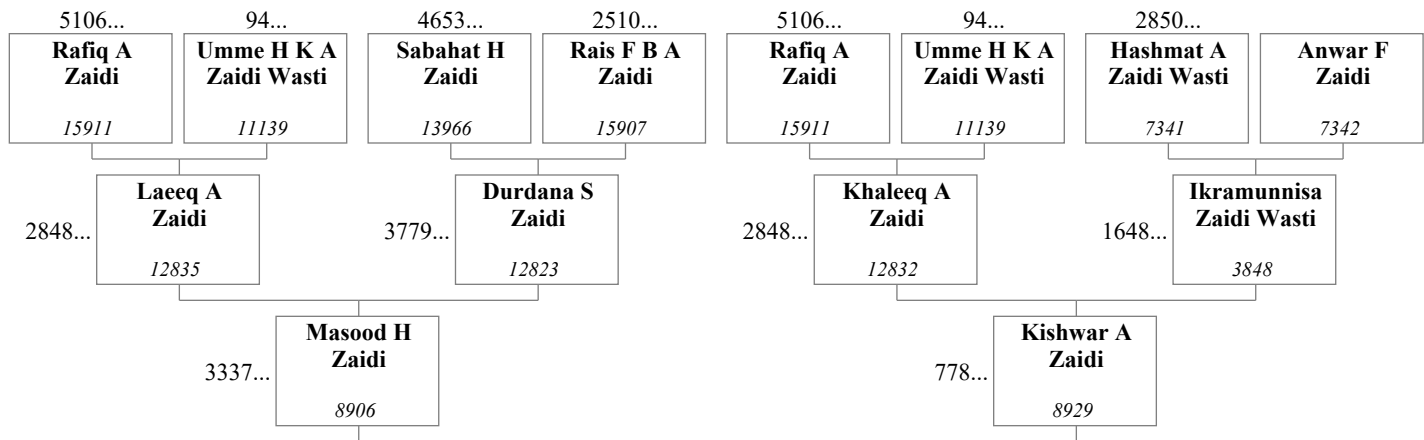 5106... 94... 4653... 2510... 5106... 94... 2850...
Rafiq A Zaidi 15911
Umme H K A Zaidi Wasti 11139
Sabahat H Zaidi 13966
Rais F B A Zaidi 15907
Rafiq A Zaidi 15911
Umme H K A Zaidi Wasti 11139
Hashmat A Zaidi Wasti 7341
Anwar F Zaidi 7342
2848... Laeeq A Zaidi 12835
3779... Durdana S Zaidi 12823
2848... Khaleeq A Zaidi 12832
1648... Ikramunnisa Zaidi Wasti 3848
3337... Masood H Zaidi 8906
778... Kishwar A Zaidi 8929